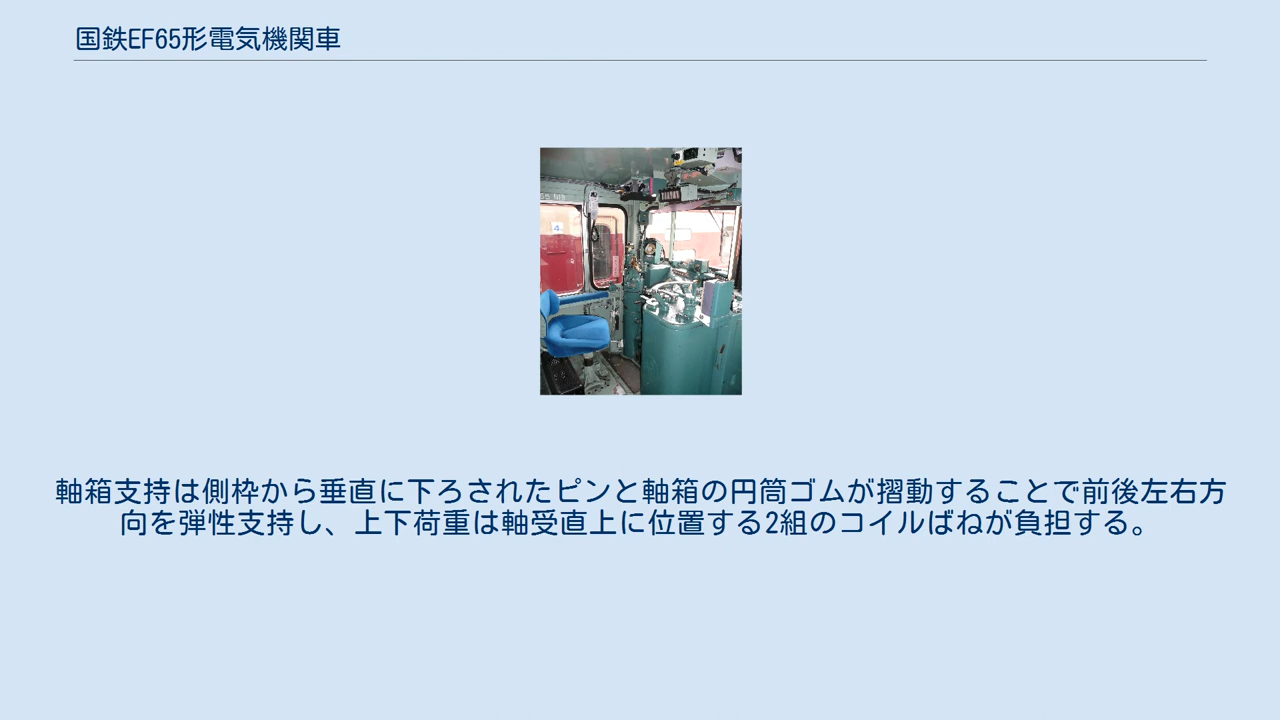 国鉄EF65形電気機関車
4
軸箱支持は側枠から垂直に下ろされたピンと軸箱の円筒ゴムが摺動することで前後左右方
向を弾性支持し、上下荷重は軸受直上に位置する2組のコイルばねが負担する。